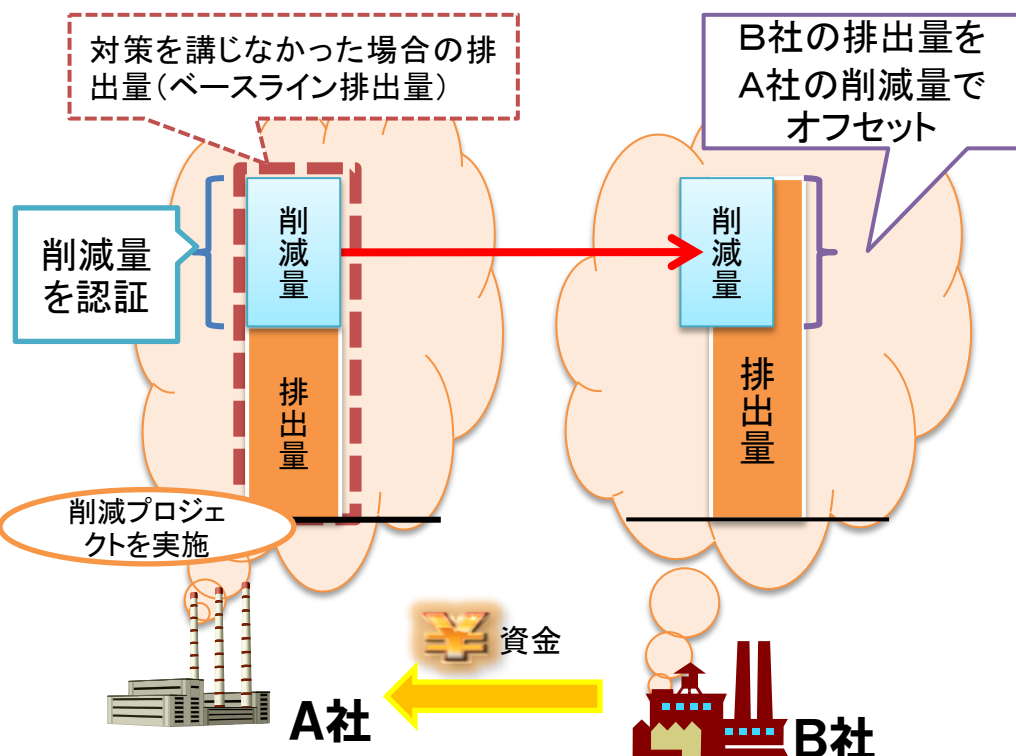 対策を講じなかった場合の排
出量（ベースライン排出量）
B社の排出量を
A社の削減量で
オフセット
削減量
を認証
削減量
排出量
削減量
排出量
削減プロジェ
クトを実施
¥
資金
A社
B社